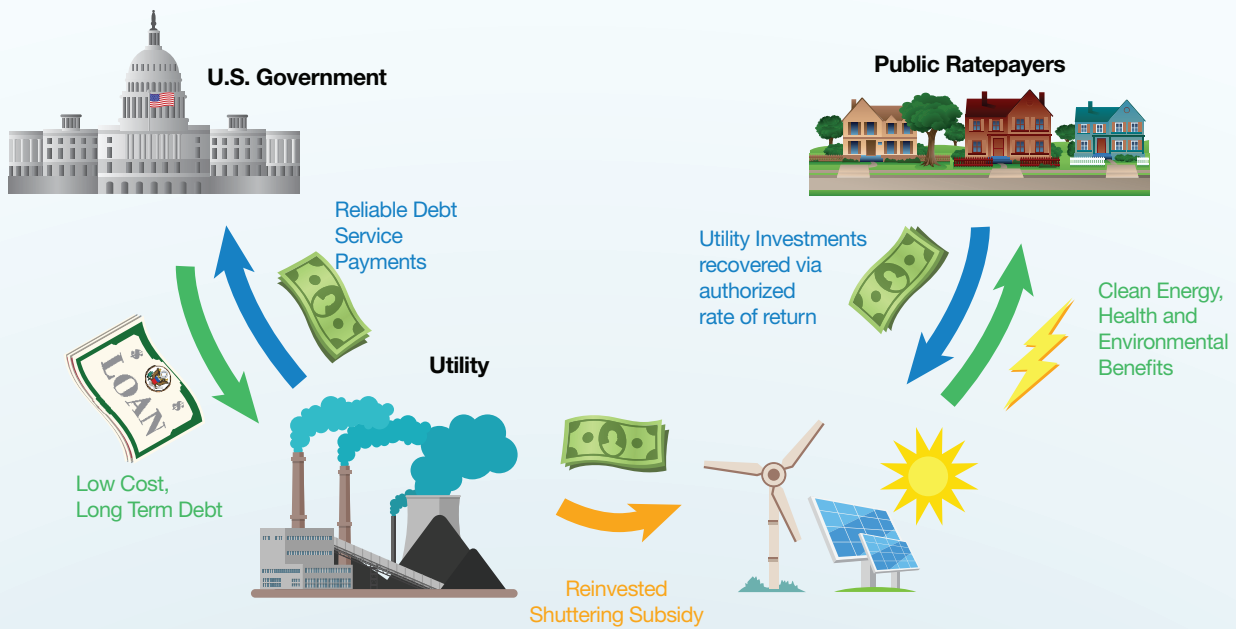 U.S. Government
Public Ratepayers
Reliable Debt
Service
Payments
Utility Investments
recovered via
authorized
rate of return
Clean Energy,
Health and
Environmental
Benefits
Utility
LOAN
Low Cost,
Long Term Debt
Reinvested
Shuttering Subsidy